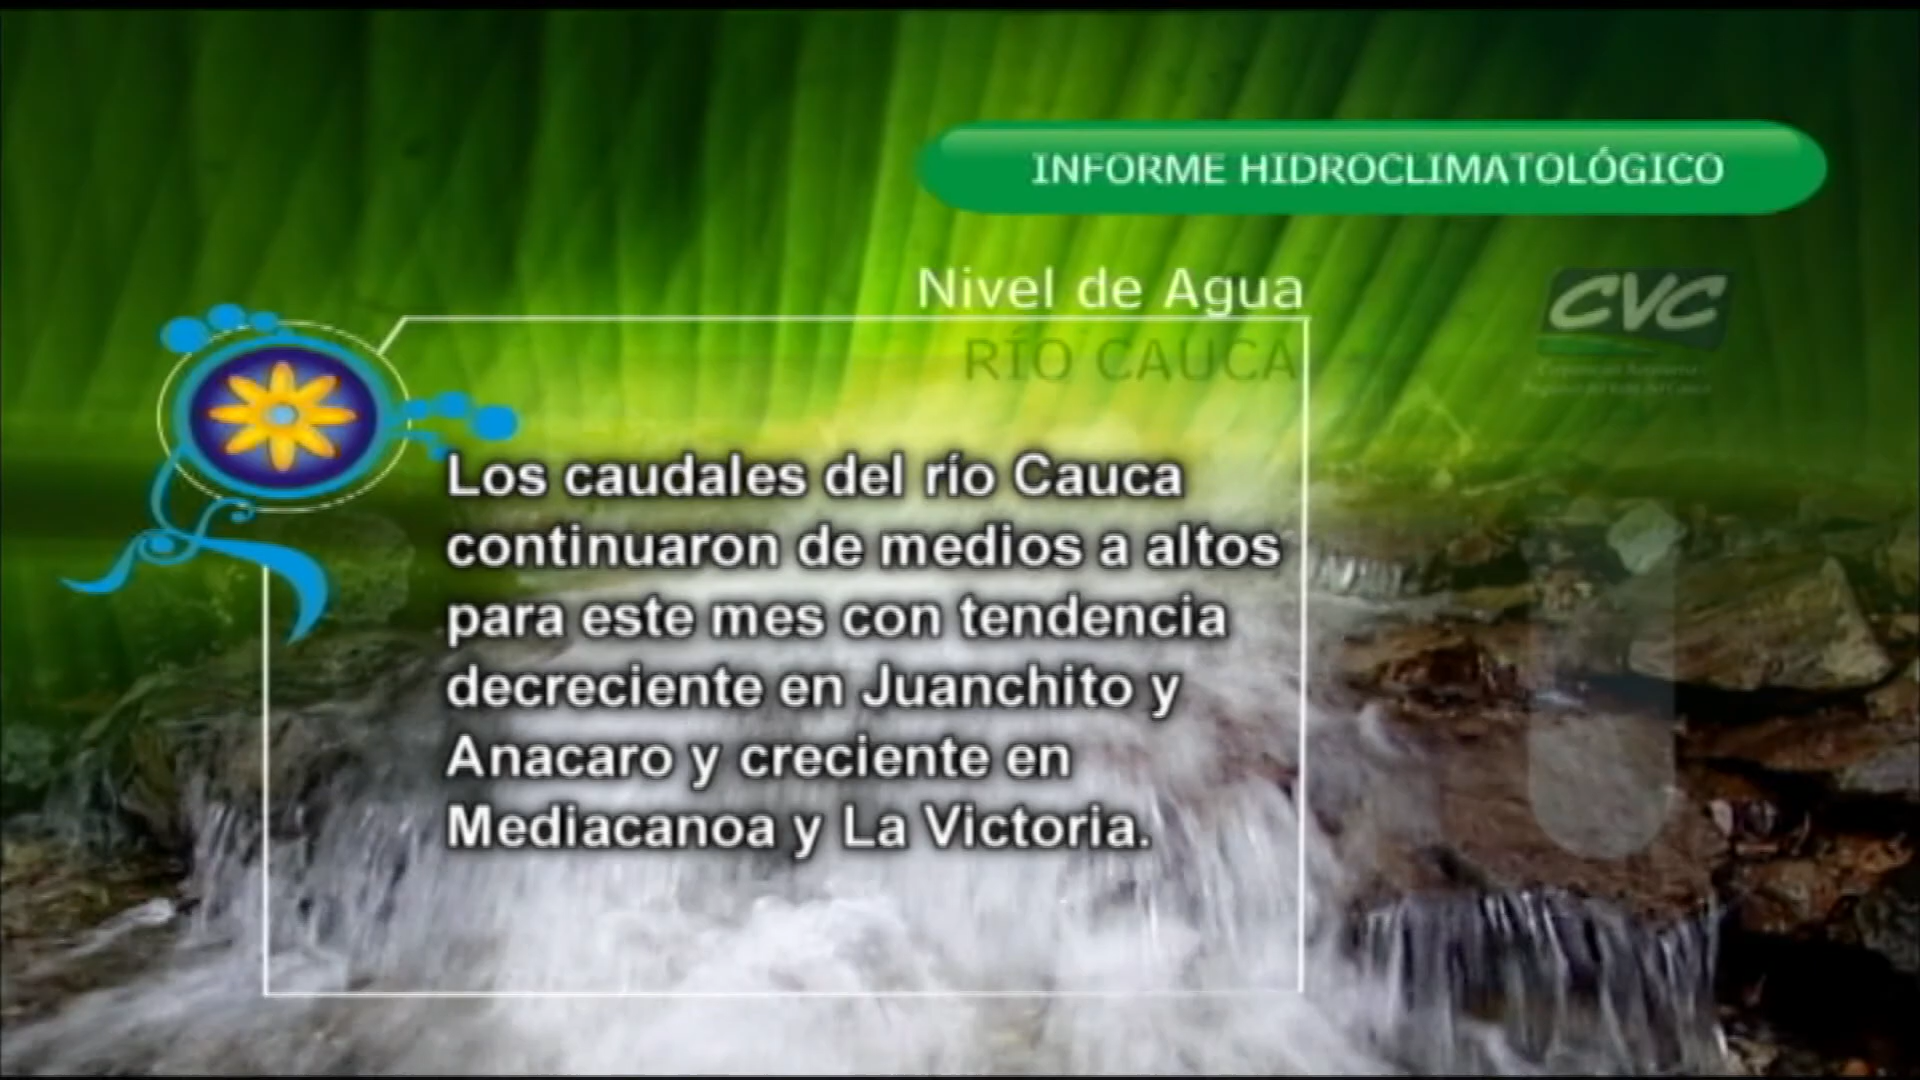 INFORME HIDROCLIMATOLÓGICO
Nivel de Agua
RÍO CAUCA
CVC
Los caudales del río Cauca
continuaron de medios a altos
para este mes con tendencia
decreciente en Juanchito y
Anacaro y creciente en
Mediacanoa y La Victoria.